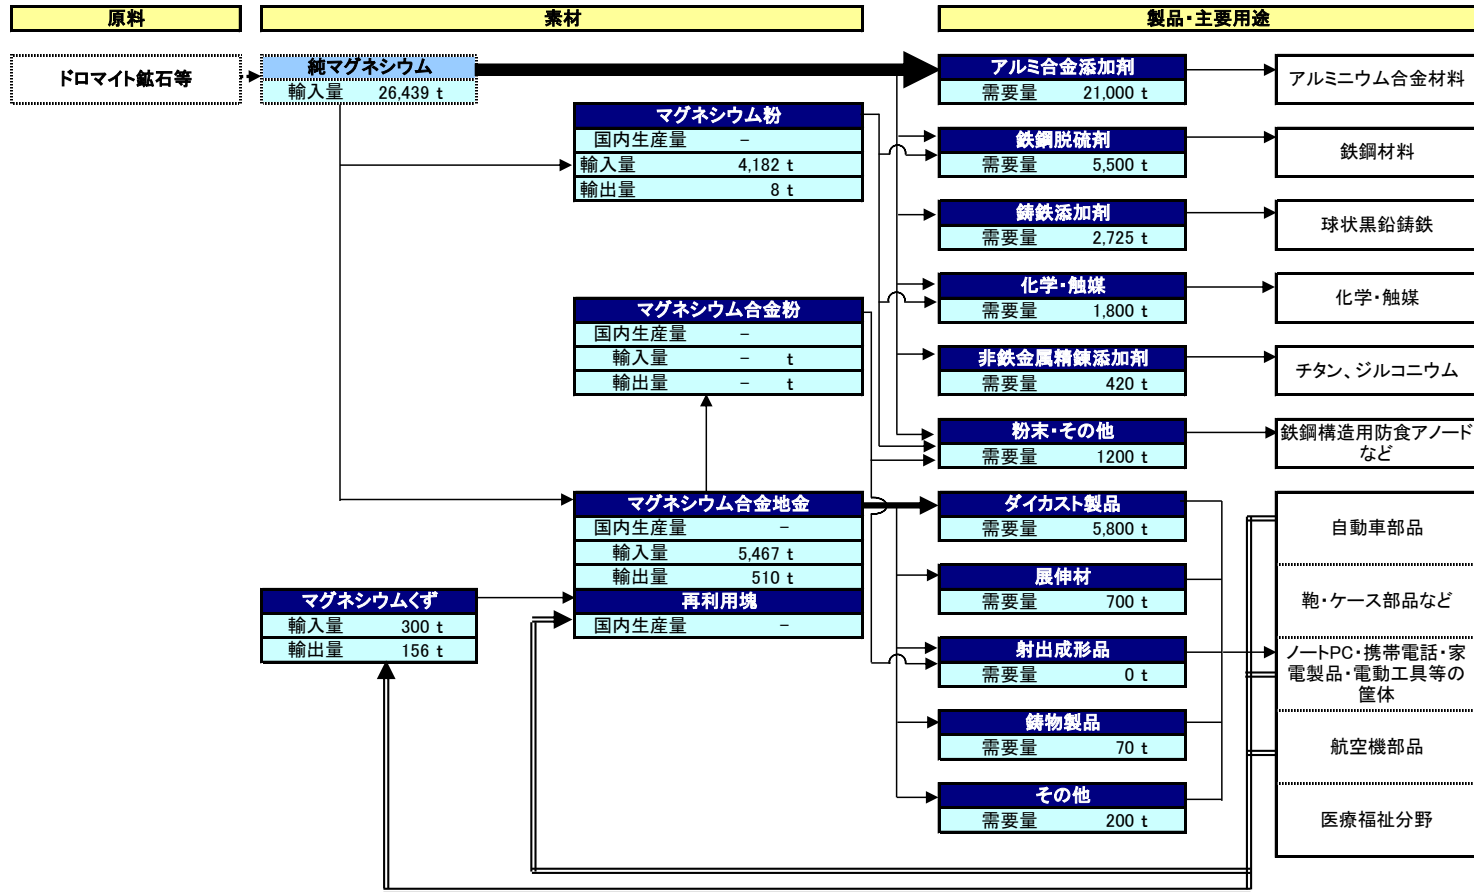 原料
素材
製品・主要用途
ドロマイト鉱石等
純マグネシウム
輸入量 26,439 t
マグネシウム粉
国内生産量 －
輸入量 4,182 t
輸出量 8 t
マグネシウム合金粉
国内生産量 －
輸入量 － t
輸出量 － t
マグネシウム合金地金
国内生産量 －
輸入量 5,467 t
輸出量 510 t
再利用塊
国内生産量 －
マグネシウムくず
輸入量 300 t
輸出量 156 t
アルミ合金添加剤
需要量 21,000 t
鉄鋼脱硫剤
需要量 5,500 t
鋳鉄添加剤
需要量 2,725 t
化学・触媒
需要量 1,800 t
非鉄金属精錬添加剤
需要量 420 t
粉末・その他
需要量 1200 t
ダイカスト製品
需要量 5,800 t
展伸材
需要量 700 t
射出成形品
需要量 0 t
鋳物製品
需要量 70 t
その他
需要量 200 t
アルミニウム合金材料
鉄鋼材料
球状黒鉛鋳鉄
化学・触媒
チタン、ジルコニウム
鉄鋼構造用防食アノード
など
自動車部品
鞄・ケース部品など
ノートPC・携帯電話・家
電製品・電動工具等の
筐体
航空機部品
医療福祉分野